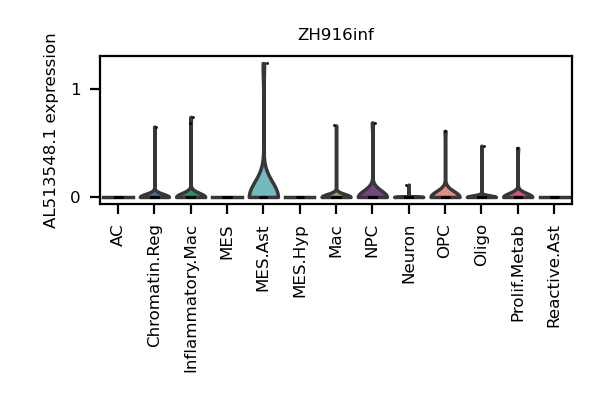 ZH916inf
AL513548.1 expression
1
0
AC
Chromatin.Reg
Inflammatory.Mac
MES
MES.Ast
MES.Hyp
Mac
NPC
Neuron
OPC
Oligo
Prolif.Metab
Reactive.Ast